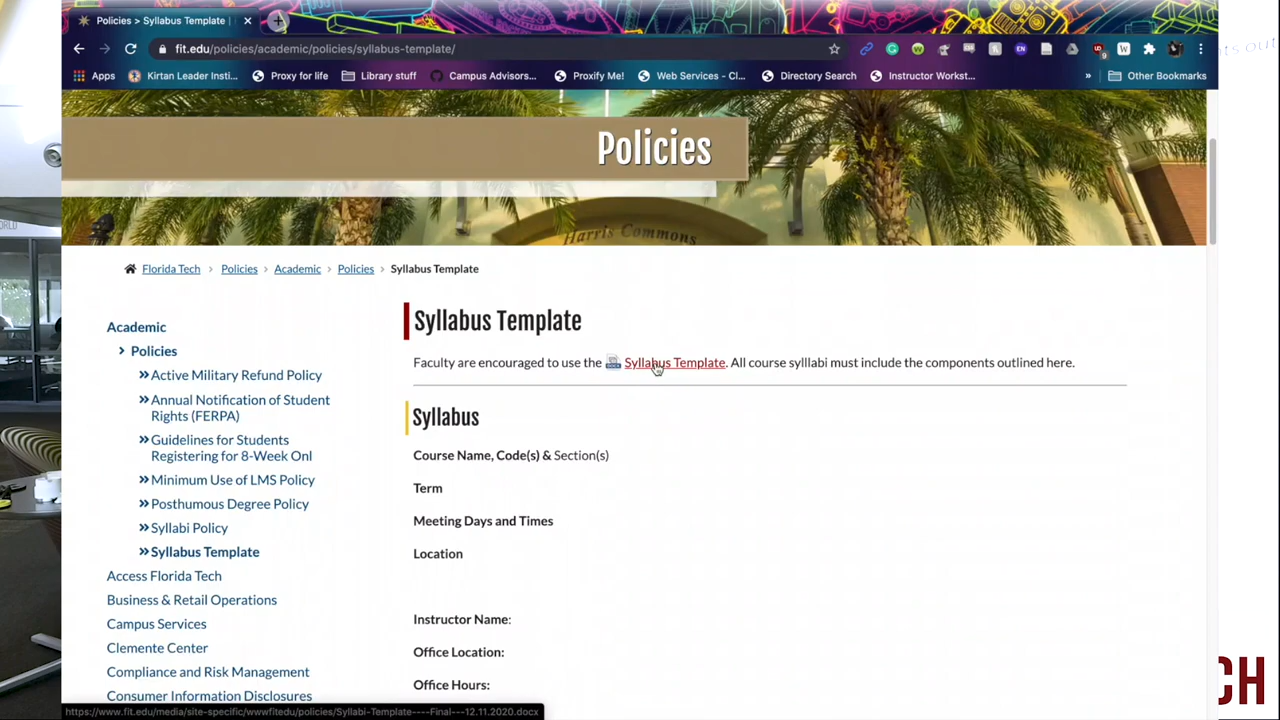 Policies > Syllabus Template |
fit.edu/policies/academic/policies/syllabus-template/
Apps
Kirtan Leader Insti...
Proxy for life
Library stuff
Campus Advisors...
Proxify Me!
Web Services - Cl...
Directory Search
Instructor Workst...
»
Other Bookmarks
ts out
Policies
Harris Commons
ORLD
Florida Tech > Policies > Academic > Policies > Syllabus Template
Academic
Policies
Active Military Refund Policy
Annual Notification of Student
Rights (FERPA)
Guidelines for Students
Registering for 8-Week Onl
Minimum Use of LMS Policy
Posthumous Degree Policy
Syllabi Policy
Syllabus Template
Access Florida Tech
Business & Retail Operations
Campus Services
Clemente Center
Compliance and Risk Management
Consumer Information Disclosures
Syllabus Template
Faculty are encouraged to use the Syllabus Template. All course sylllabi must include the components outlined here.
Syllabus
Course Name, Code(s) & Section(s)
Term
Meeting Days and Times
Location
Instructor Name:
Office Location:
Office Hours:
CH
https://www.fit.edu/media/site-specific/wwwfitedu/policies/Syllabi-Template----Final---12.11.2020.docx